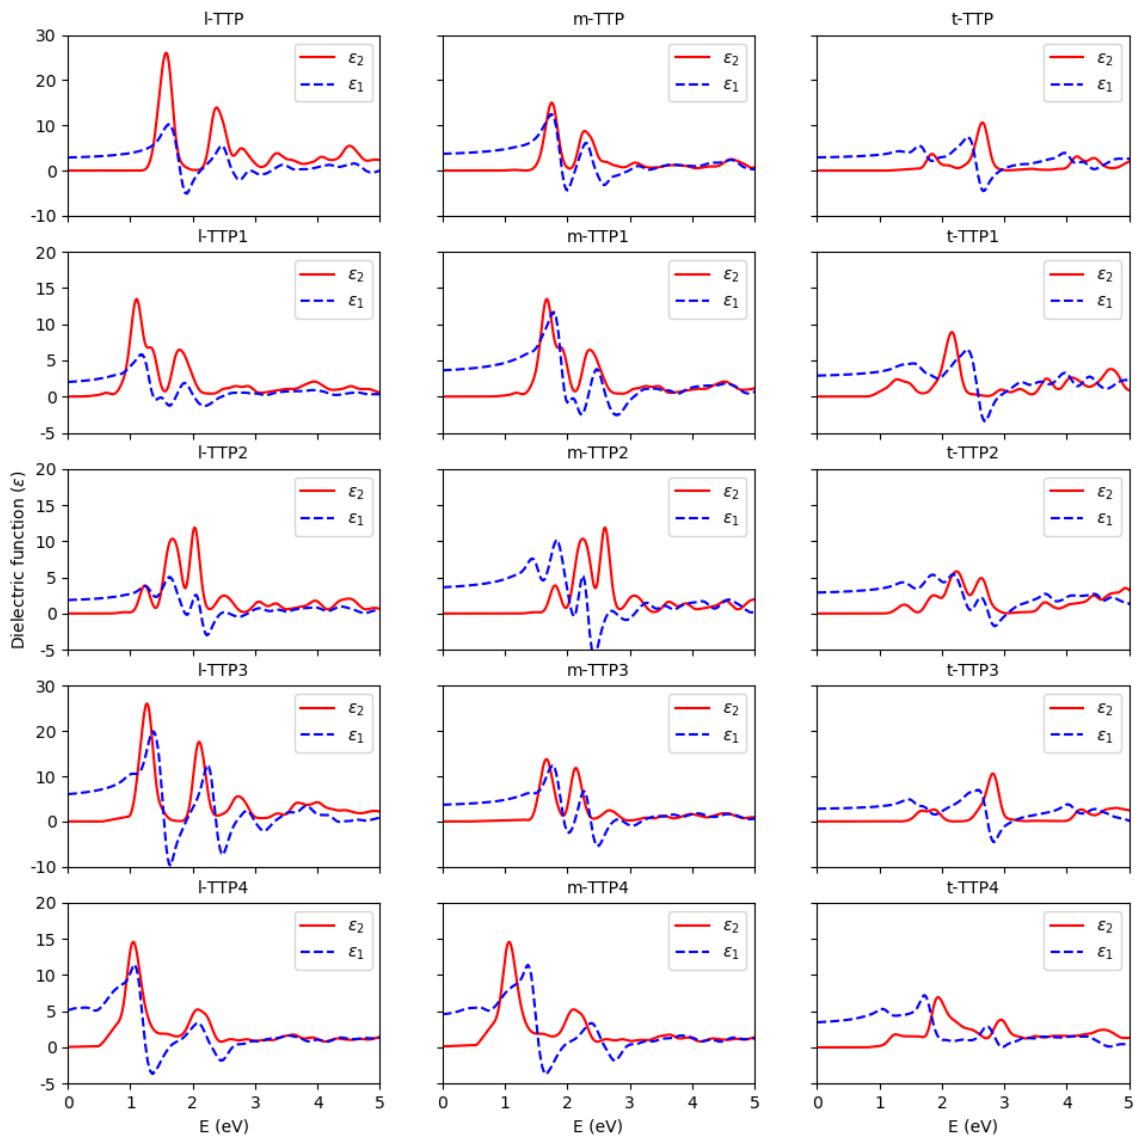 l-TTP m-TTP t-TTP
30
20
10
0
-10
ε2
ε1
ε2
ε1
ε2
ε1
l-TTP1 m-TTP1 t-TTP1
20
15
10
5
0
-5
ε2
ε1
ε2
ε1
ε2
ε1
l-TTP2 m-TTP2 t-TTP2
Dielectric function (ε)
20
15
10
5
0
-5
ε2
ε1
ε2
ε1
ε2
ε1
l-TTP3 m-TTP3 t-TTP3
30
20
10
0
-10
ε2
ε1
ε2
ε1
ε2
ε1
l-TTP4 m-TTP4 t-TTP4
20
15
10
5
0
-5
ε2
ε1
ε2
ε1
ε2
ε1
0 1 2 3 4 5 0 1 2 3 4 5 0 1 2 3 4 5
E (eV) E (eV) E (eV)